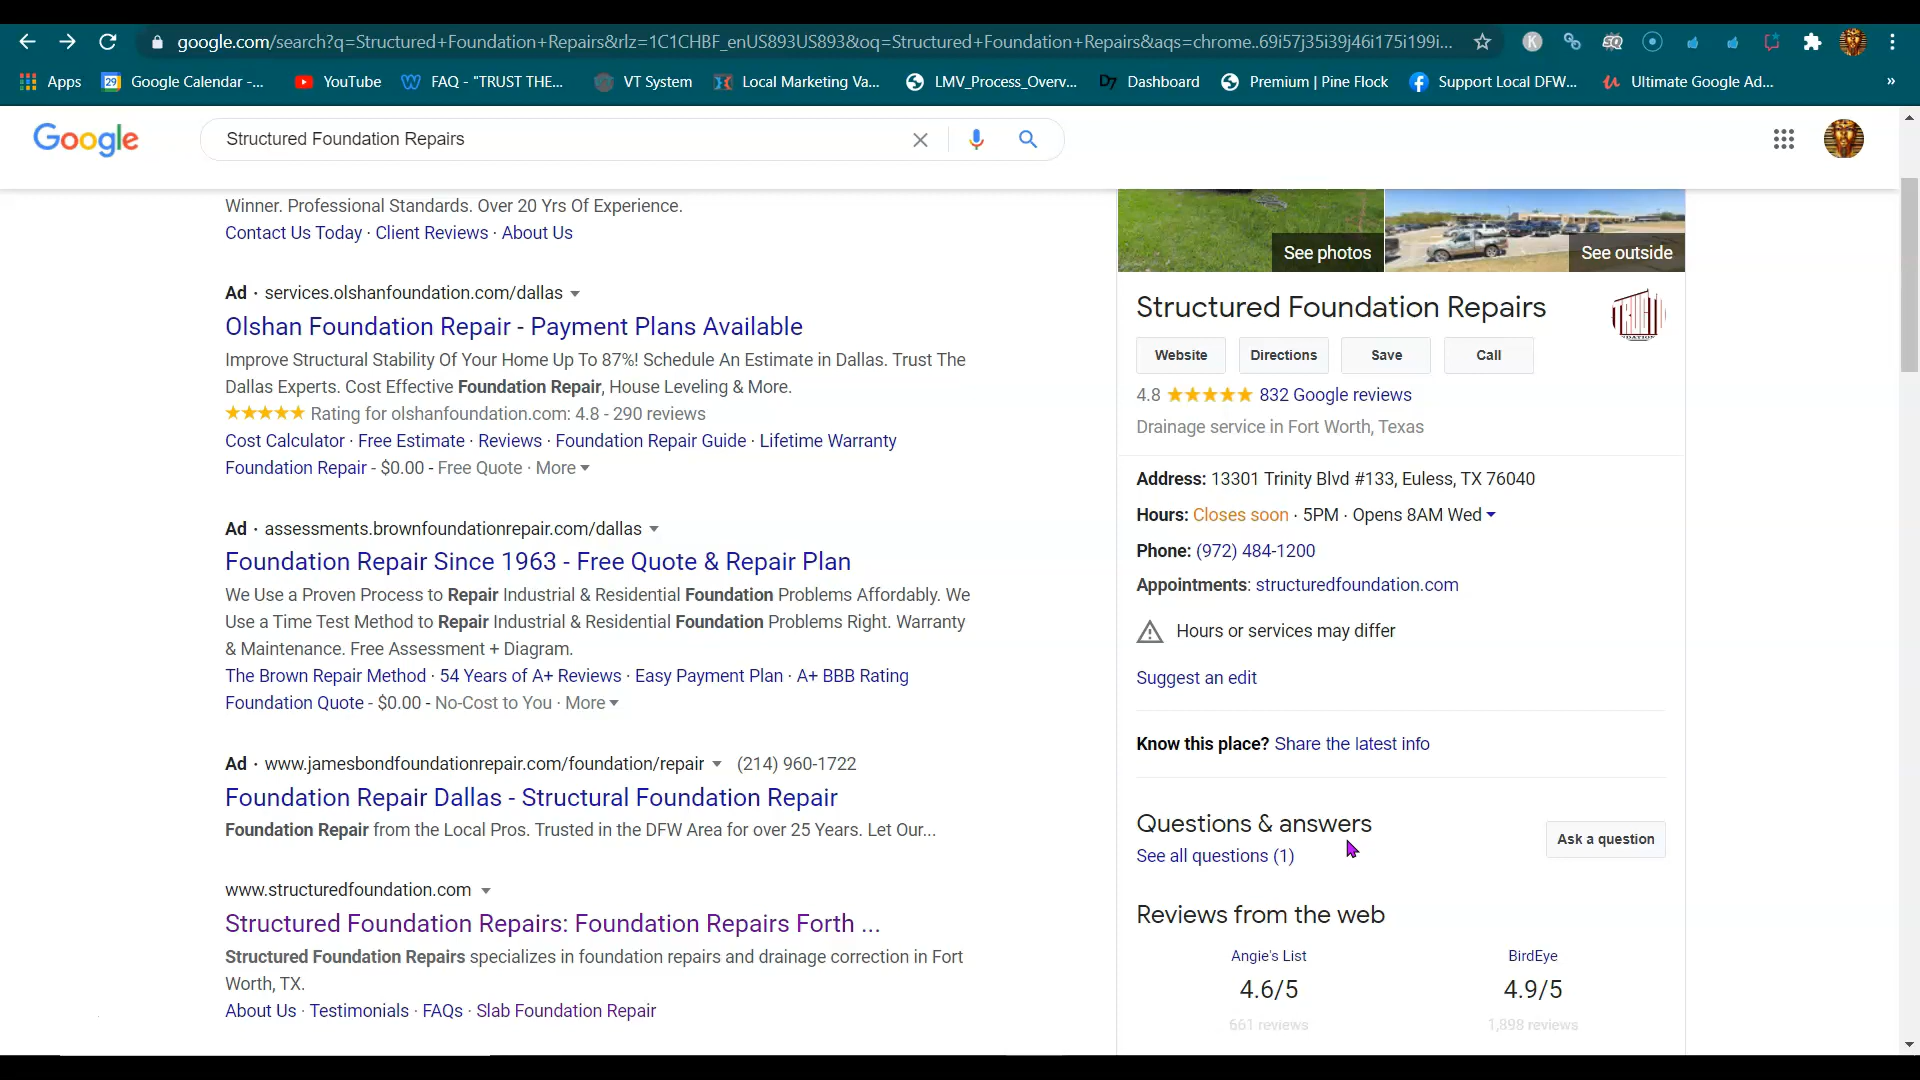 google.com/search?q=Structured+Foundation+Repairs&rlz=1C1CHBF_enUS893US893&oq=Structured+Foundation+Repairs&aqs=chrome..69i57j35i39j46i175i199i...
Apps
Google Calendar -...
YouTube
FAQ - "TRUST THE...
VT System
Local Marketing Va...
LMV_Process_Overv...
Dashboard
Premium | Pine Flock
Support Local DFW...
Ultimate Google Ad...
»
Google
Structured Foundation Repairs
Winner. Professional Standards. Over 20 Yrs Of Experience.
Contact Us Today · Client Reviews · About Us
Ad · services.olshanfoundation.com/dallas
Olshan Foundation Repair - Payment Plans Available
Improve Structural Stability Of Your Home Up To 87%! Schedule An Estimate in Dallas. Trust The
Dallas Experts. Cost Effective Foundation Repair, House Leveling & More.
Rating for olshanfoundation.com: 4.8 - 290 reviews
Cost Calculator · Free Estimate · Reviews · Foundation Repair Guide · Lifetime Warranty
Foundation Repair - $0.00 - Free Quote · More
Ad · assessments.brownfoundationrepair.com/dallas
Foundation Repair Since 1963 - Free Quote & Repair Plan
We Use a Proven Process to Repair Industrial & Residential Foundation Problems Affordably. We
Use a Time Test Method to Repair Industrial & Residential Foundation Problems Right. Warranty
& Maintenance. Free Assessment + Diagram.
The Brown Repair Method · 54 Years of A+ Reviews · Easy Payment Plan · A+ BBB Rating
Foundation Quote - $0.00 - No-Cost to You · More
Ad · www.jamesbondfoundationrepair.com/foundation/repair (214) 960-1722
Foundation Repair Dallas - Structural Foundation Repair
Foundation Repair from the Local Pros. Trusted in the DFW Area for over 25 Years. Let Our...
www.structuredfoundation.com
Structured Foundation Repairs: Foundation Repairs Forth ...
Structured Foundation Repairs specializes in foundation repairs and drainage correction in Fort
Worth, TX.
About Us · Testimonials · FAQs · Slab Foundation Repair
See photos
See outside
Structured Foundation Repairs
Website
Directions
Save
Call
4.8 832 Google reviews
Drainage service in Fort Worth, Texas
Address: 13301 Trinity Blvd #133, Euless, TX 76040
Hours: Closes soon · 5PM · Opens 8AM Wed
Phone: (972) 484-1200
Appointments: structuredfoundation.com
Hours or services may differ
Suggest an edit
Know this place? Share the latest info
Questions & answers
See all questions (1)
Ask a question
Reviews from the web
Angie's List
BirdEye
4.6/5
4.9/5
661 reviews
1,898 reviews